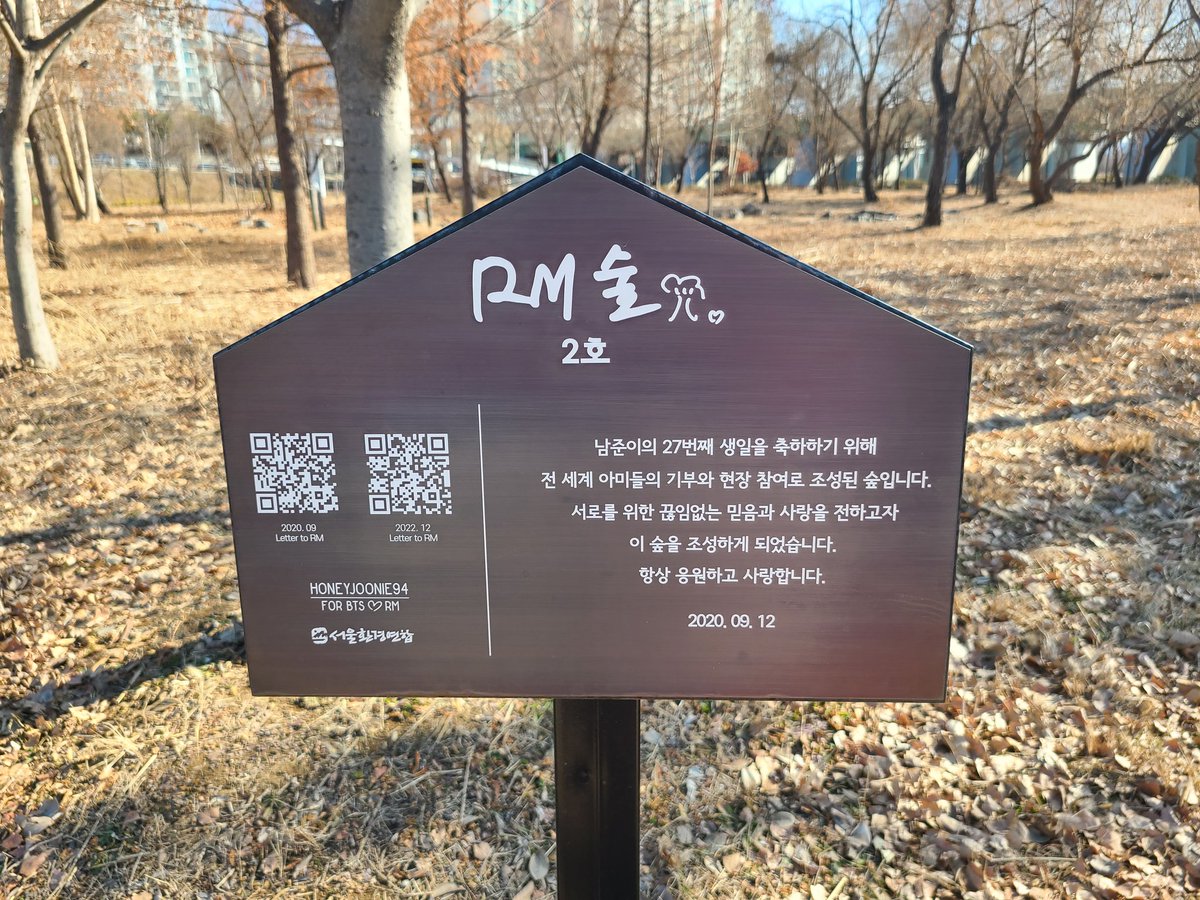 RM 숲
2호
2020. 09
Letter to RM
2022. 12
Letter to RM
HONEYJOONIE94
FOR BTS ♡ RM
서울환경연합
남준이의 27번째 생일을 축하하기 위해
전 세계 아미들의 기부와 현장 참여로 조성된 숲입니다.
서로를 위한 끊임없는 믿음과 사랑을 전하고자
이 숲을 조성하게 되었습니다.
항상 응원하고 사랑합니다.
2020. 09. 12